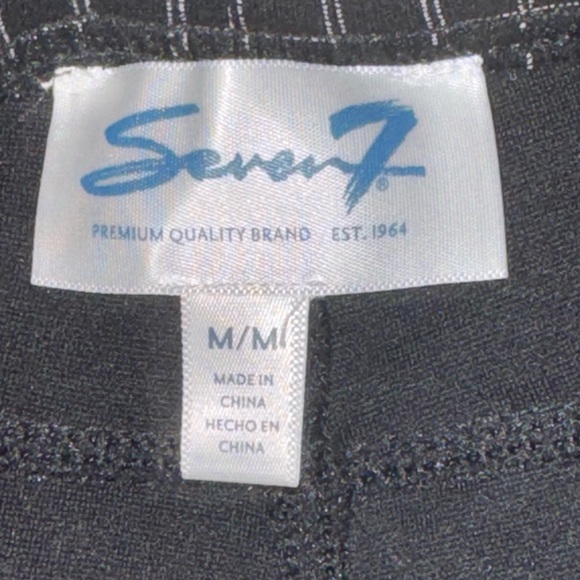 Seven7®
PREMIUM QUALITY BRAND EST. 1964
M/M
MADE IN
CHINA
HECHO EN
CHINA